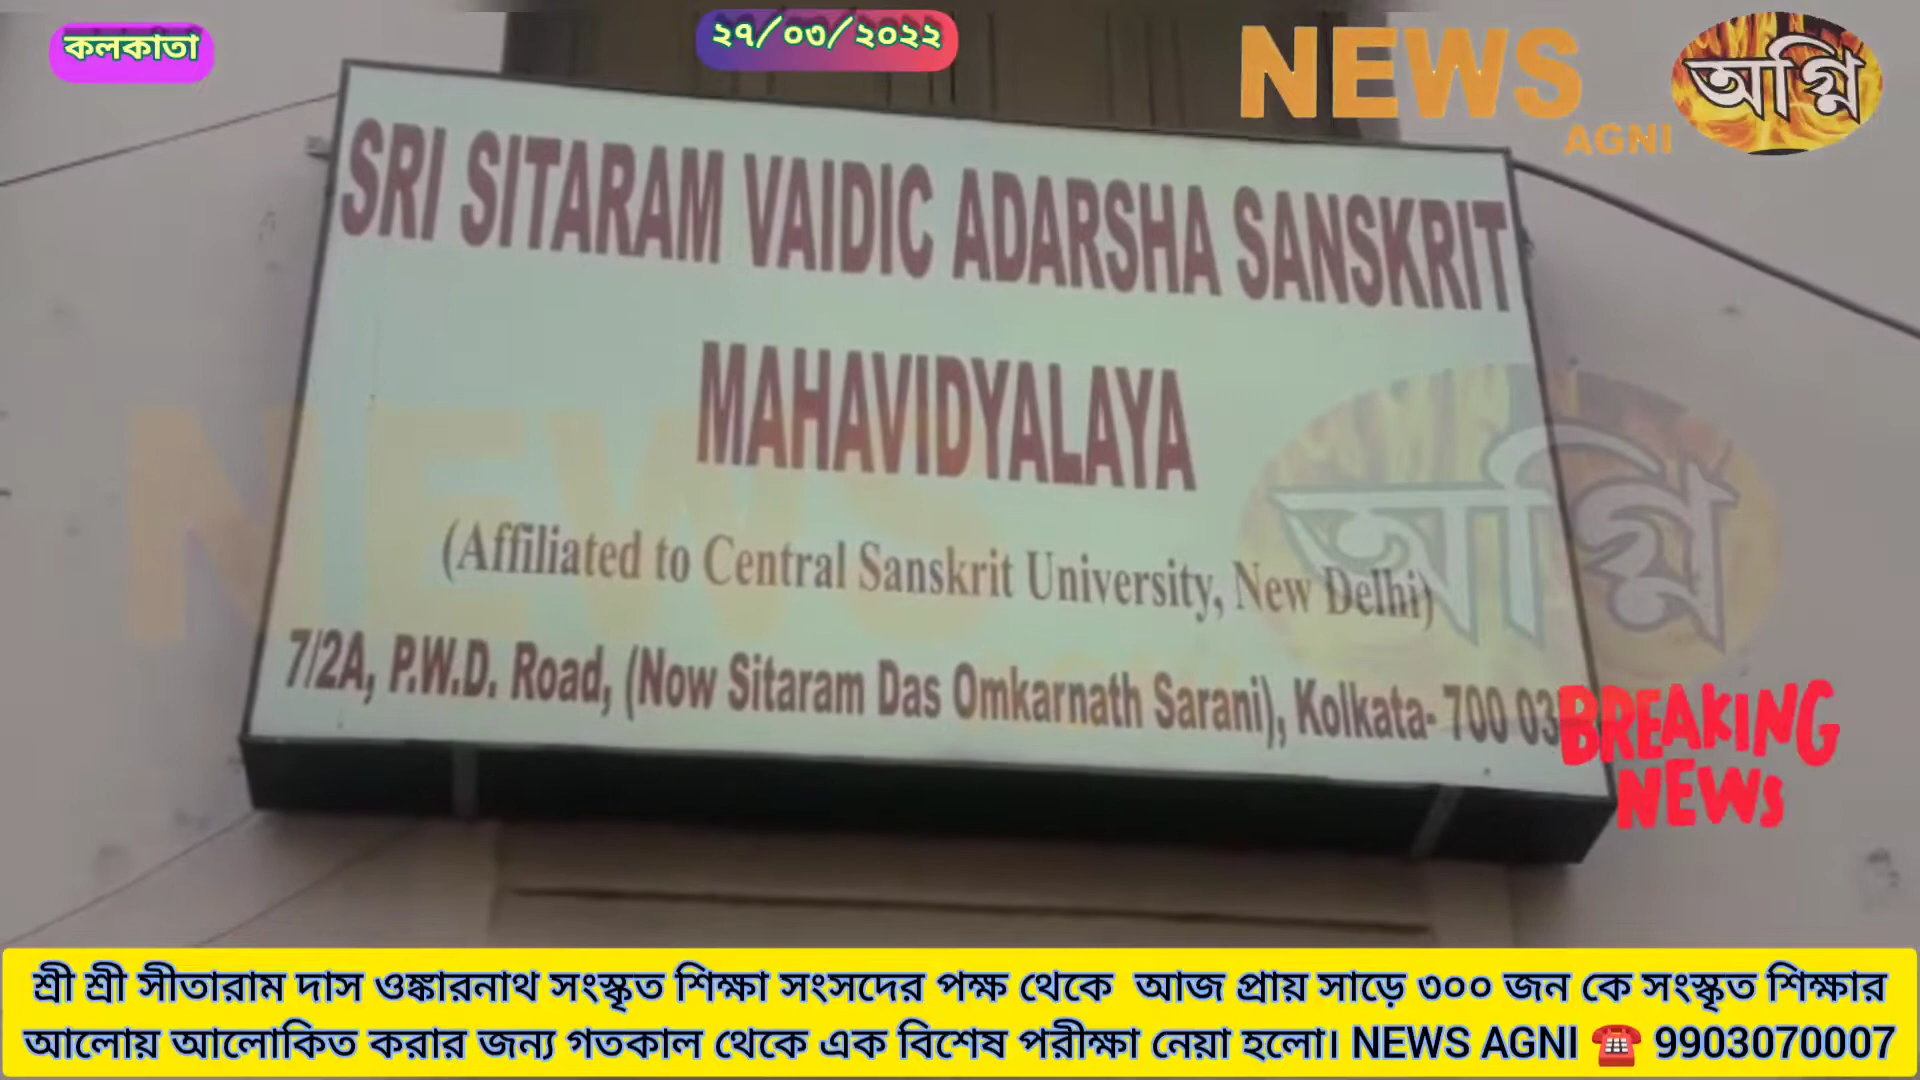 কলকাতা
২৭/০৩/২০২২
NEWS
AGNI
অগ্নি
SRI SITARAM VAIDIC ADARSHA SANSKRIT
MAHAVIDYALAYA
(Affiliated to Central Sanskrit University, New Delhi)
7/2A, P.W.D. Road, (Now Sitaram Das Omkarnath Sarani), Kolkata- 700 03
NEWS
অগ্নি
BREAKING
NEWS
শ্রী শ্রী সীতারাম দাস ওঙ্কারনাথ সংস্কৃত শিক্ষা সংসদের পক্ষ থেকে আজ প্রায় সাড়ে ৩০০ জন কে সংস্কৃত শিক্ষার
আলোয় আলোকিত করার জন্য গতকাল থেকে এক বিশেষ পরীক্ষা নেয়া হলো। NEWS AGNI ☎️ 9903070007